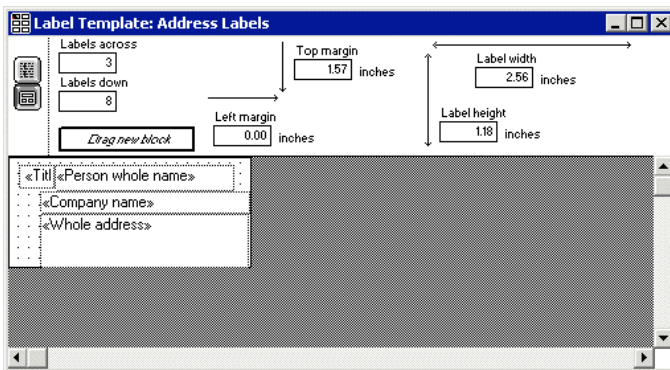 Label Template: Address Labels
Labels across
3
Labels down
8
Drag new block
Top margin
1.57 inches
Left margin
0.00 inches
Label width
2.56 inches
Label height
1.18 inches
«Titl «Person whole name»
«Company name»
«Whole address»